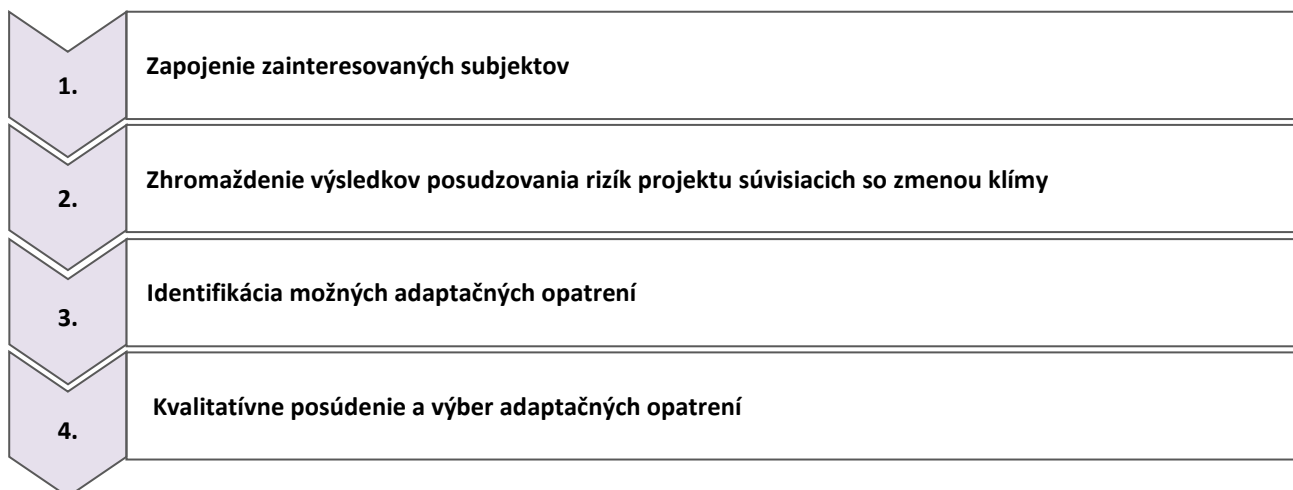 1.
Zapojenie zainteresovaných subjektov
2.
Zhromaždenie výsledkov posudzovania rizík projektu súvisiacich so zmenou klímy
3.
Identifikácia možných adaptačných opatrení
4.
Kvalitatívne posúdenie a výber adaptačných opatrení